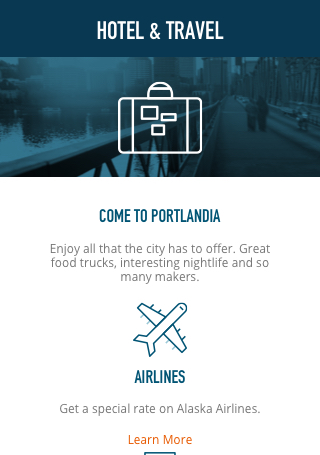 HOTEL & TRAVEL
COME TO PORTLANDIA
Enjoy all that the city has to offer. Great
food trucks, interesting nightlife and so
many makers.
AIRLINES
Get a special rate on Alaska Airlines.
Learn More